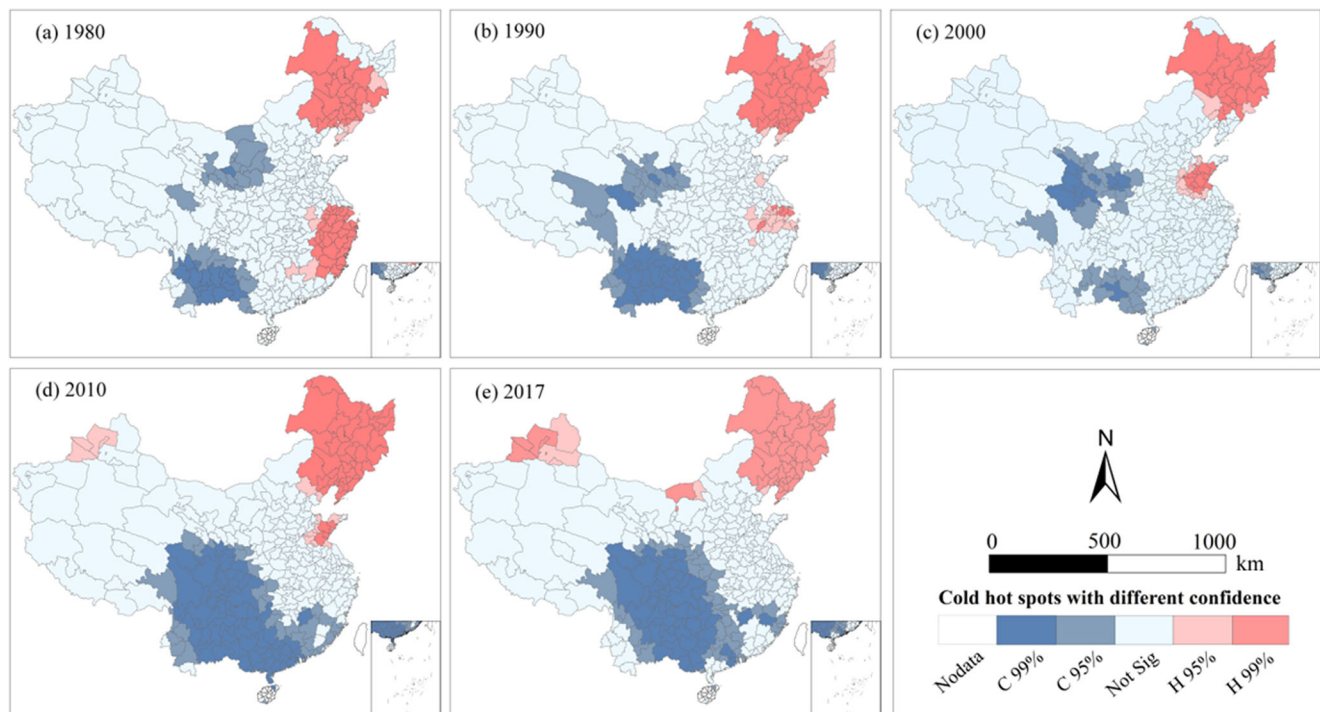 (a) 1980
(b) 1990
(c) 2000
(d) 2010
(e) 2017
N
0 500 1000
km
Cold hot spots with different confidence
Nodata C 99% C 95% Not Sig H 95% H 99%